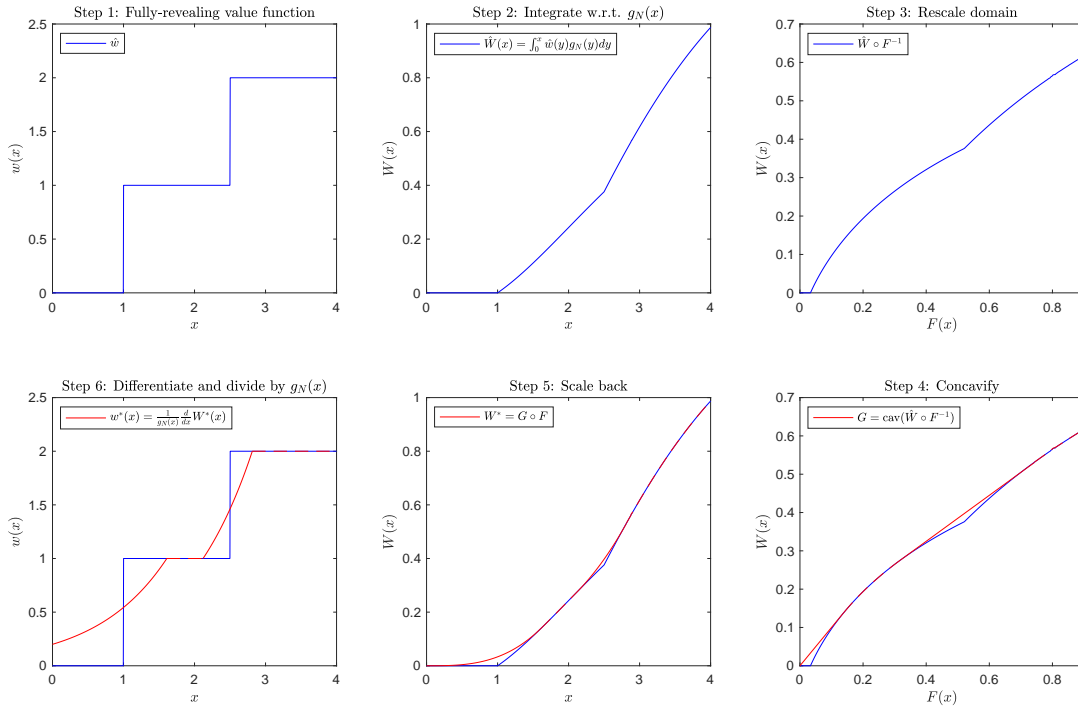 Step 1: Fully-revealing value function
2.5
2
1.5
1
0.5
0
0 1 2 3 4
w(x)
x
ŵ
Step 2: Integrate w.r.t. g_N(x)
1
0.8
0.6
0.4
0.2
0
0 1 2 3 4
W(x)
x
Ŵ(x) = ∫_0^x ŵ(y)g_N(y)dy
Step 3: Rescale domain
0.7
0.6
0.5
0.4
0.3
0.2
0.1
0
0 0.2 0.4 0.6 0.8
W(x)
F(x)
Ŵ ∘ F^{-1}
Step 6: Differentiate and divide by g_N(x)
2.5
2
1.5
1
0.5
0
0 1 2 3 4
w(x)
x
w*(x) = \frac{1}{g_N(x)} \frac{d}{dx} W*(x)
Step 5: Scale back
1
0.8
0.6
0.4
0.2
0
0 1 2 3 4
W(x)
x
W* = G ∘ F
Step 4: Concavify
0.7
0.6
0.5
0.4
0.3
0.2
0.1
0
0 0.2 0.4 0.6 0.8
W(x)
F(x)
G = cav(Ŵ ∘ F^{-1})